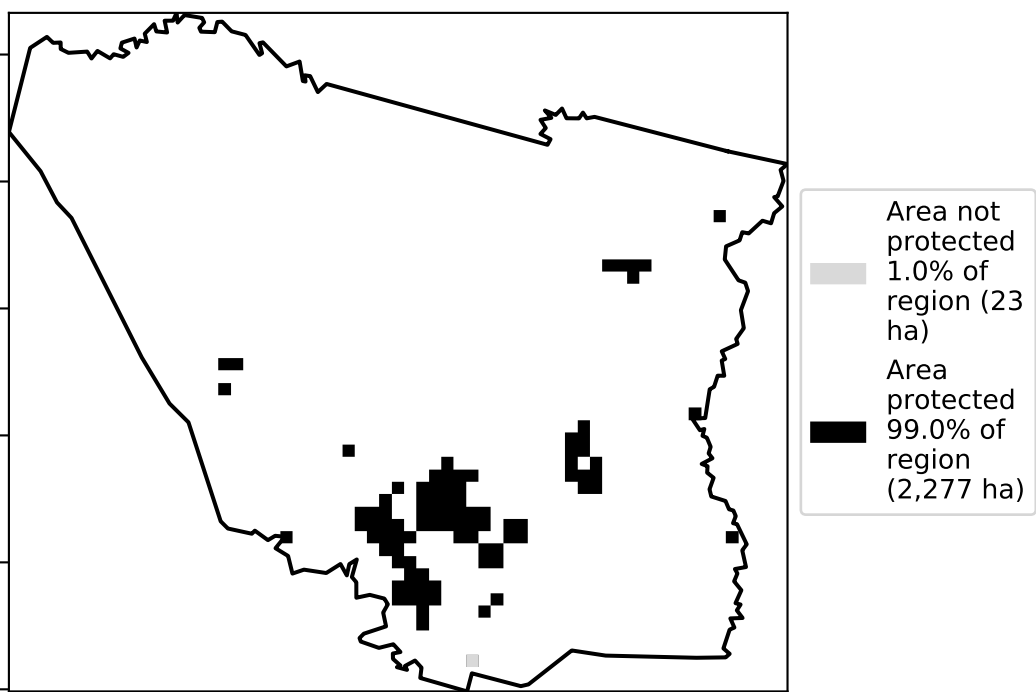 Area not
protected
1.0% of
region (23
ha)
Area
protected
99.0% of
region
(2,277 ha)